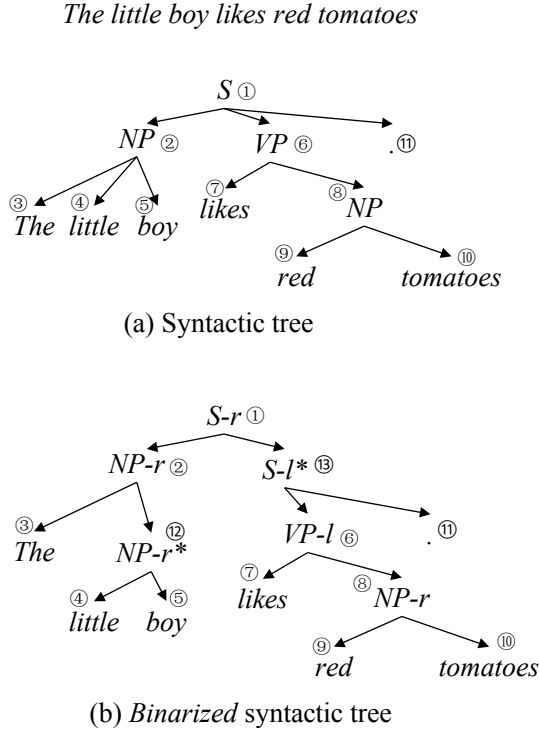 The little boy likes red tomatoes
S ①
NP ② VP ⑥ . ⑪
③ ④ ⑤ ⑦ ⑧
The little boy likes NP
⑨ ⑩
red tomatoes
(a) Syntactic tree
S-r ①
NP-r ② S-l* ⑬
③ ⑫ ⑪
The NP-r* VP-l ⑥ .
④ ⑤ ⑦ ⑧
little boy likes NP-r
⑨ ⑩
red tomatoes
(b) Binarized syntactic tree